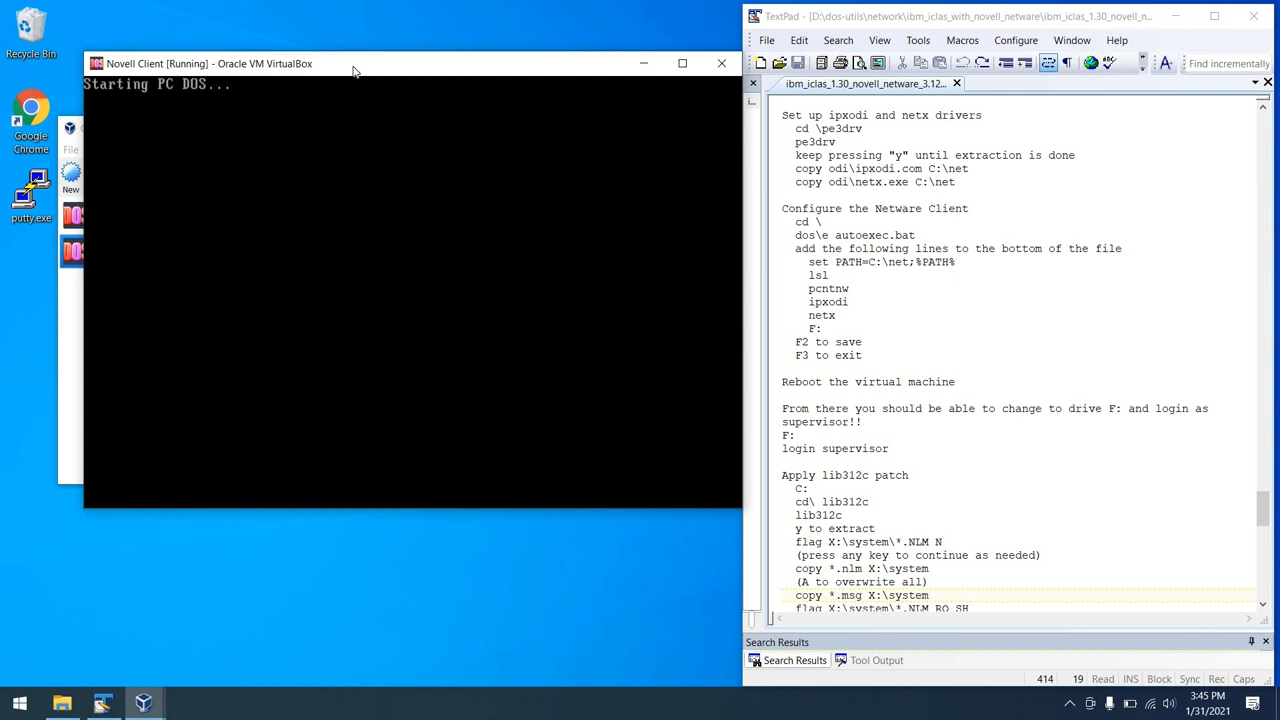 Recycle Bin
Google
Chrome
putty.exe
File
New
Novell Client [Running] - Oracle VM VirtualBox
Starting PC DOS...
TextPad - [D:\dos-utils\network\ibm_iclas_with_novell_netware\ibm_iclas_1.30_novell_n...
File Edit Search View Tools Macros Configure Window Help
Find incrementally
ibm_iclas_1.30_novell_netware_3.12...
Set up ipxodi and netx drivers
cd \pe3drv
pe3drv
keep pressing "y" until extraction is done
copy odi\ipxodi.com C:\net
copy odi\netx.exe C:\net
Configure the Netware Client
cd \
dos\e autoexec.bat
add the following lines to the bottom of the file
set PATH=C:\net;%PATH%
lsl
pcntnw
ipxodi
netx
F:
F2 to save
F3 to exit
Reboot the virtual machine
From there you should be able to change to drive F: and login as
supervisor!!
F:
login supervisor
Apply lib312c patch
C:
cd\ lib312c
lib312c
y to extract
flag X:\system\*.NLM N
(press any key to continue as needed)
copy *.nlm X:\system
(A to overwrite all)
copy *.msg X:\system
flag X:\system\*.NLM RO SH
Search Results
Search Results Tool Output
414 19 Read INS Block Sync Rec Caps
3:45 PM
1/31/2021